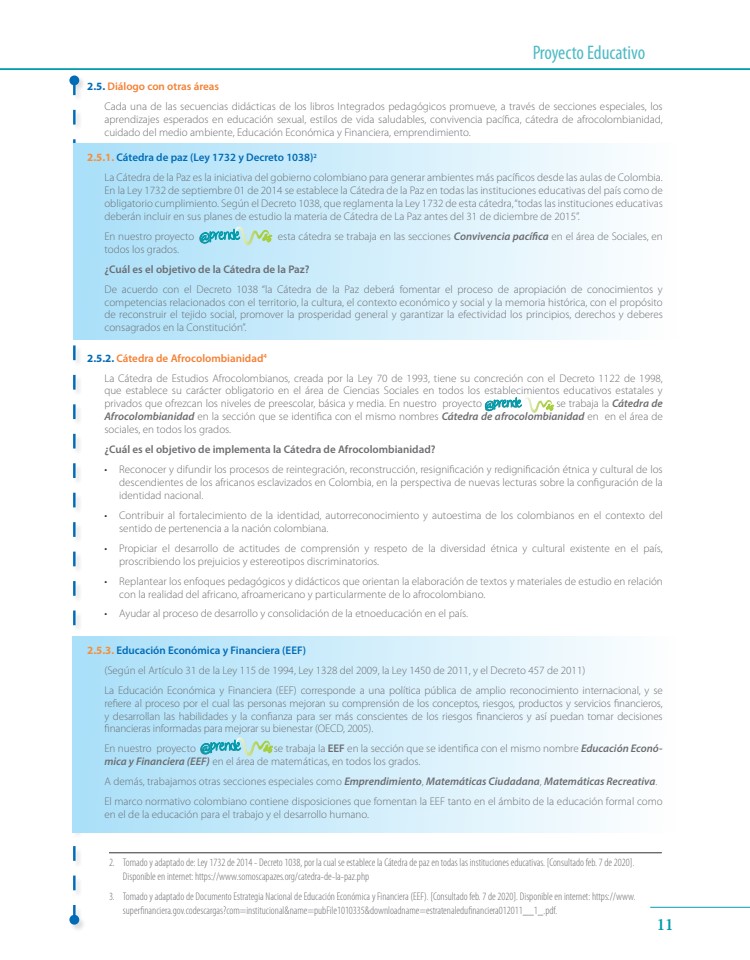 Proyecto Educativo
2.5. Diálogo con otras áreas
Cada una de las secuencias didácticas de los libros Integrados pedagógicos promueve, a través de secciones especiales, los
aprendizajes esperados en educación sexual, estilos de vida saludables, convivencia pacífica, cátedra de afrocolombianidad,
cuidado del medio ambiente, Educación Económica y Financiera, emprendimiento.
2.5.1. Cátedra de paz (Ley 1732 y Decreto 1038)²
La Cátedra de la Paz es la iniciativa del gobierno colombiano para generar ambientes más pacíficos desde las aulas de Colombia.
En la Ley 1732 de septiembre 01 de 2014 se establece la Cátedra de la Paz en todas las instituciones educativas del país como de
obligatorio cumplimiento. Según el Decreto 1038, que reglamenta la Ley 1732 de esta cátedra, “todas las instituciones educativas
deberán incluir en sus planes de estudio la materia de Cátedra de La Paz antes del 31 de diciembre de 2015”.
En nuestro proyecto @prende esta cátedra se trabaja en las secciones Convivencia pacífica en el área de Sociales, en
todos los grados.
¿Cuál es el objetivo de la Cátedra de la Paz?
De acuerdo con el Decreto 1038 “la Cátedra de la Paz deberá fomentar el proceso de apropiación de conocimientos y
competencias relacionados con el territorio, la cultura, el contexto económico y social y la memoria histórica, con el propósito
de reconstruir el tejido social, promover la prosperidad general y garantizar la efectividad los principios, derechos y deberes
consagrados en la Constitución”.
2.5.2. Cátedra de Afrocolombianidad⁴
La Cátedra de Estudios Afrocolombianos, creada por la Ley 70 de 1993, tiene su concreción con el Decreto 1122 de 1998,
que establece su carácter obligatorio en el área de Ciencias Sociales en todos los establecimientos educativos estatales y
privados que ofrezcan los niveles de preescolar, básica y media. En nuestro proyecto @prende se trabaja la Cátedra de
Afrocolombianidad en la sección que se identifica con el mismo nombres Cátedra de afrocolombianidad en en el área de
sociales, en todos los grados.
¿Cuál es el objetivo de implementa la Cátedra de Afrocolombianidad?
• Reconocer y difundir los procesos de reintegración, reconstrucción, resignificación y redignificación étnica y cultural de los
descendientes de los africanos esclavizados en Colombia, en la perspectiva de nuevas lecturas sobre la configuración de la
identidad nacional.
• Contribuir al fortalecimiento de la identidad, autorreconocimiento y autoestima de los colombianos en el contexto del
sentido de pertenencia a la nación colombiana.
• Propiciar el desarrollo de actitudes de comprensión y respeto de la diversidad étnica y cultural existente en el país,
proscribiendo los prejuicios y estereotipos discriminatorios.
• Replantear los enfoques pedagógicos y didácticos que orientan la elaboración de textos y materiales de estudio en relación
con la realidad del africano, afroamericano y particularmente de lo afrocolombiano.
• Ayudar al proceso de desarrollo y consolidación de la etnoeducación en el país.
2.5.3. Educación Económica y Financiera (EEF)
(Según el Artículo 31 de la Ley 115 de 1994, Ley 1328 del 2009, la Ley 1450 de 2011, y el Decreto 457 de 2011)
La Educación Económica y Financiera (EEF) corresponde a una política pública de amplio reconocimiento internacional, y se
refiere al proceso por el cual las personas mejoran su comprensión de los conceptos, riesgos, productos y servicios financieros,
y desarrollan las habilidades y la confianza para ser más conscientes de los riesgos financieros y así puedan tomar decisiones
financieras informadas para mejorar su bienestar (OECD, 2005).
En nuestro proyecto @prende se trabaja la EEF en la sección que se identifica con el mismo nombre Educación Econó-
mica y Financiera (EEF) en el área de matemáticas, en todos los grados.
A demás, trabajamos otras secciones especiales como Emprendimiento, Matemáticas Ciudadana, Matemáticas Recreativa.
El marco normativo colombiano contiene disposiciones que fomentan la EEF tanto en el ámbito de la educación formal como
en el de la educación para el trabajo y el desarrollo humano.
2. Tomado y adaptado de: Ley 1732 de 2014 - Decreto 1038, por la cual se establece la Cátedra de paz en todas las instituciones educativas. [Consultado feb. 7 de 2020].
Disponible en internet: https://www.somoscapazes.org/catedra-de-la-paz.php
3. Tomado y adaptado de Documento Estrategia Nacional de Educación Económica y Financiera (EEF). [Consultado feb. 7 de 2020]. Disponible en internet: https://www.
superfinanciera.gov.codescargas?com=institucional&name=pubFile1010335&downloadname=estratenaledufinanciera012011__1_.pdf.
11